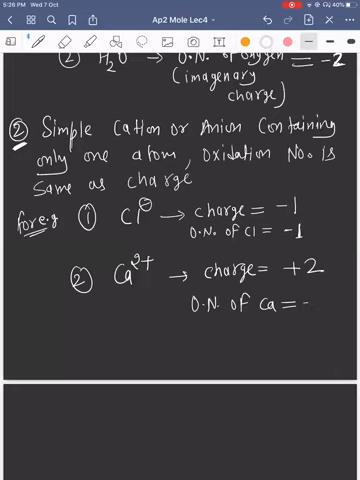 5:26 PM Wed 7 Oct
40%
Ap2 Mole Lec4
② H₂O → O.N. of oxygen = -2
(imagenary
charge)
② Simple Cation or Anion Containing
only one atom, Oxidation No. is
same as charge
for e.g ① Cl⊖ → charge = -1
O.N. of Cl = -1
② Ca²⁺ → charge = +2
O.N. of Ca = -